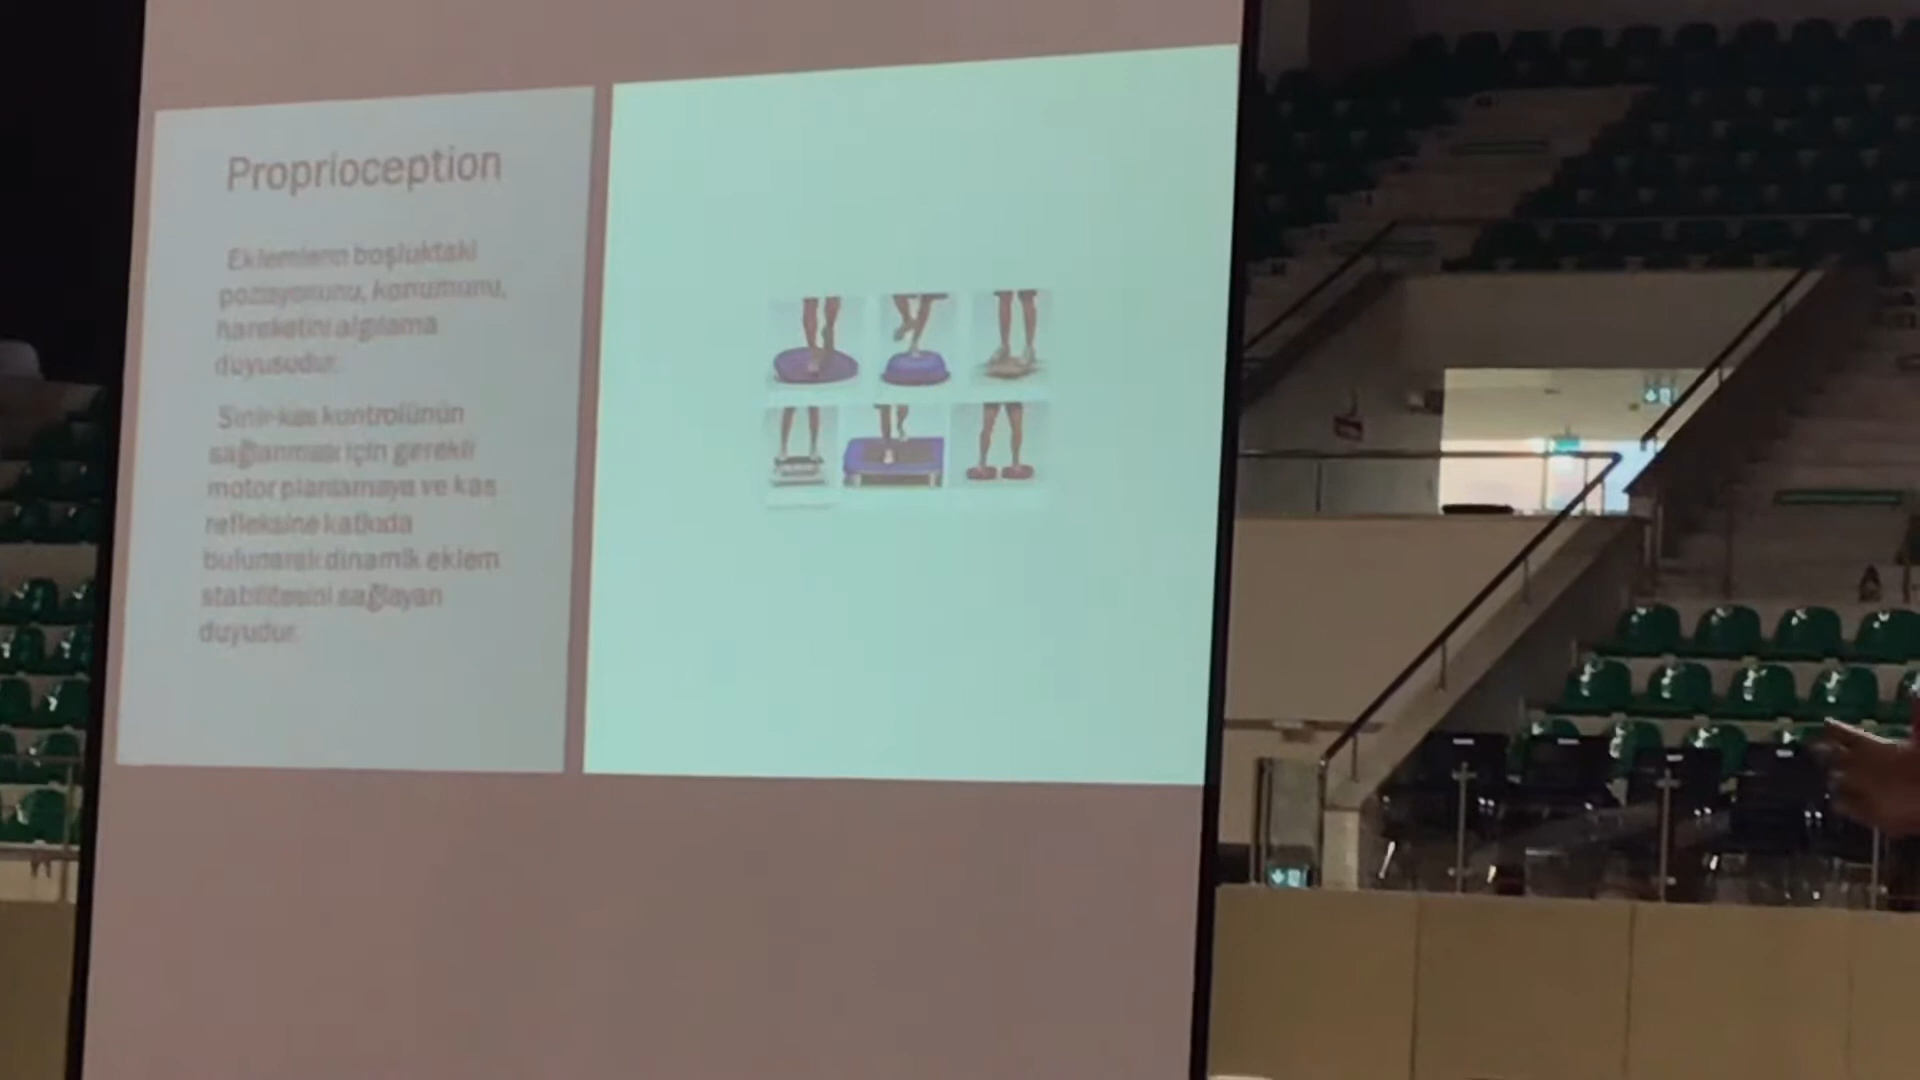 Proprioception
Eklemlerin boşluktaki
pozisyonunu, konumunu,
hareketini algılama
duyusudur.
Sinir-kas kontrolünün
sağlanması için gerekli
motor planlamaya ve kas
refleksine katkıda
bulunarak dinamik eklem
stabilitesini sağlayan
duyudur.